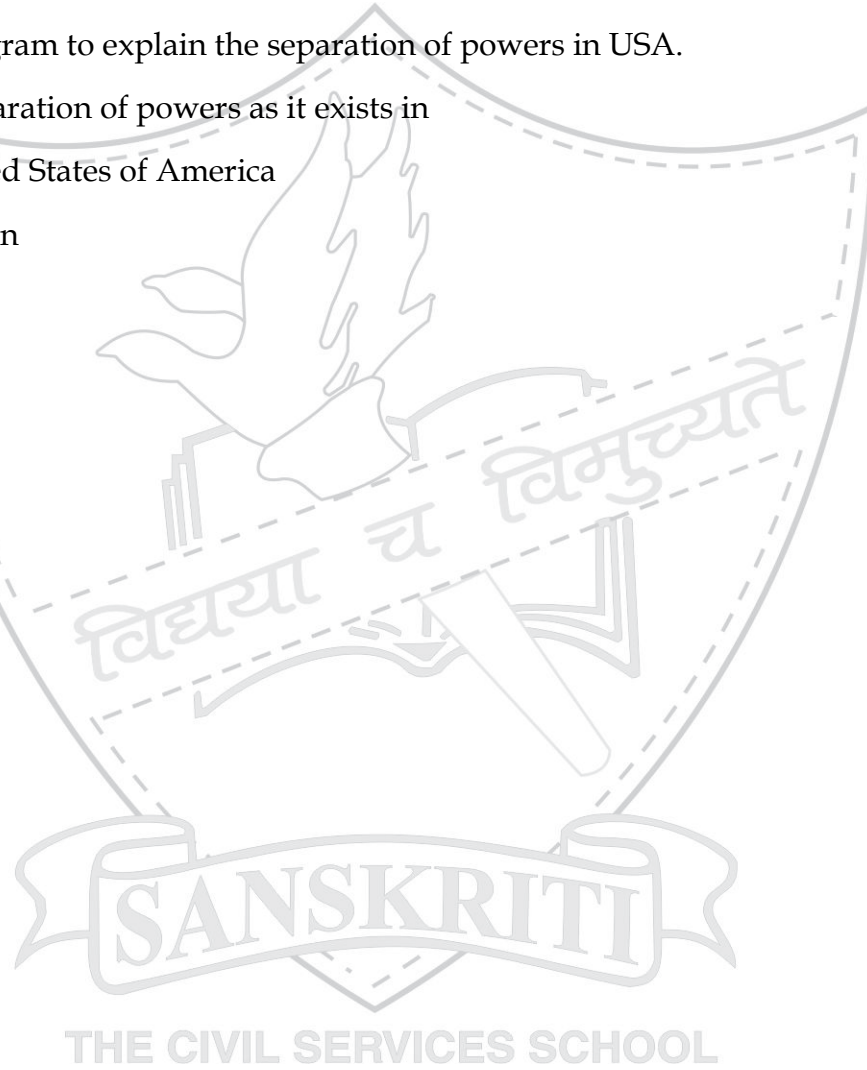 gram to explain the separation of powers in USA.
aration of powers as it exists in
ed States of America
n
विद्यया च विमुच्यते
SANSKRITI
THE CIVIL SERVICES SCHOOL